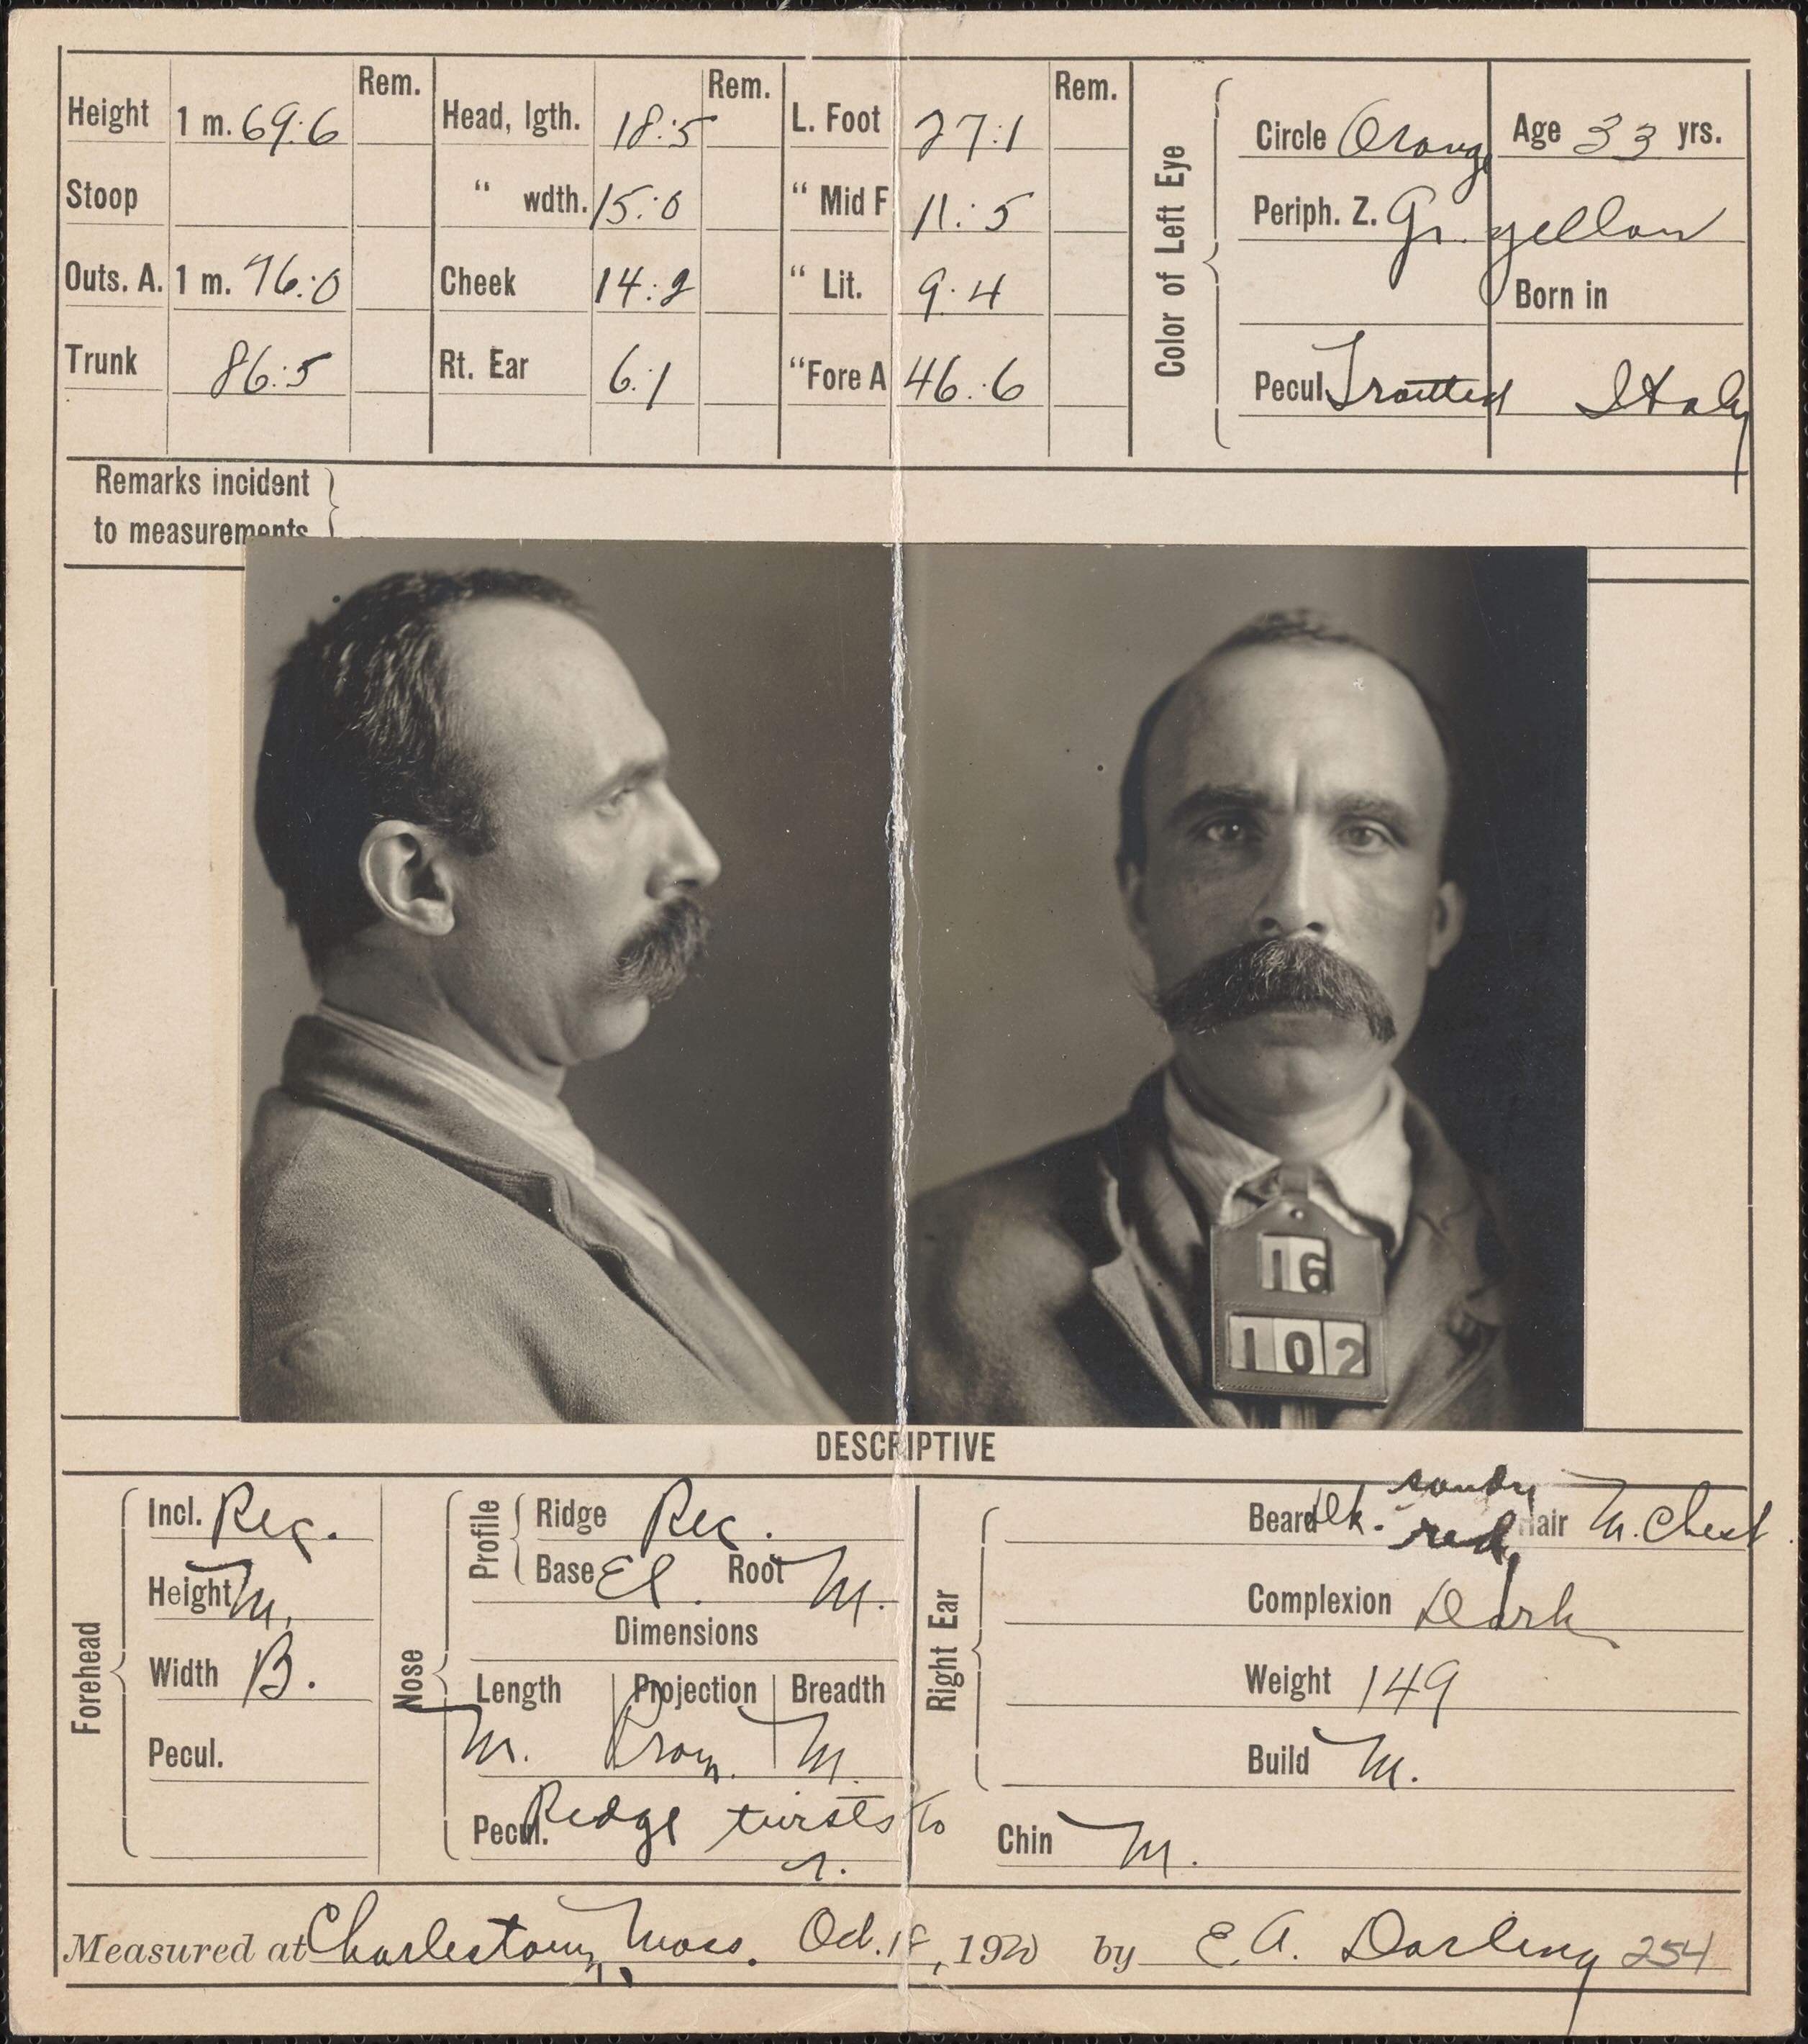 Rem. Rem. Rem.
Height 1 m. 69:6 Head, lgth. 18:5 L. Foot 27:1 Circle Orange Age 33 yrs.
Stoop " wdth. 15:0 " Mid F 11:5 Periph. Z. Gr. yellow
Outs. A. 1 m. 76:0 Cheek 14:2 " Lit. 9:4 Born in
Trunk 86:5 Rt. Ear 6:1 "Fore A 46:6 Pecul. Trouted Italy
Color of Left Eye
Remarks incident
to measurements
16
102
DESCRIPTIVE
Forehead
Incl. Rec.
Height M.
Width B.
Pecul.
Nose
Profile
Ridge Rec.
Base El. Root M.
Dimensions
Length Projection Breadth
M. Prom. M.
Pecul. Ridge twists to
r.
Right Ear
sandy
Beard dk. red Hair M. Chest
Complexion Dark
Weight 149
Build M.
Chin M.
Measured at Charlestown, Mass. Oct. 18, 1920 by E. A. Darling 254